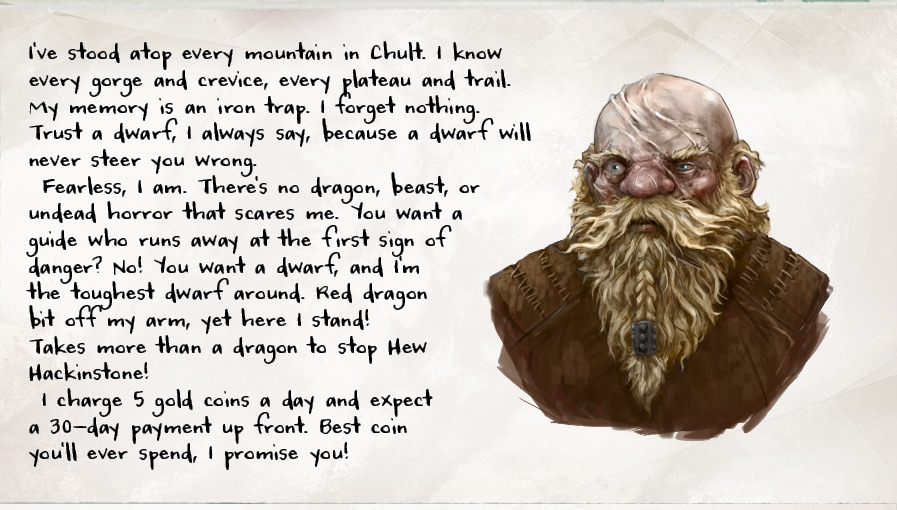 I've stood atop every mountain in Chult. I know
every gorge and crevice, every plateau and trail.
My memory is an iron trap. I forget nothing.
Trust a dwarf, I always say, because a dwarf will
never steer you wrong.
Fearless, I am. There's no dragon, beast, or
undead horror that scares me. You want a
guide who runs away at the first sign of
danger? No! You want a dwarf, and I'm
the toughest dwarf around. Red dragon
bit off my arm, yet here I stand!
Takes more than a dragon to stop Hew
Hackinstone!
I charge 5 gold coins a day and expect
a 30-day payment up front. Best coin
you'll ever spend, I promise you!